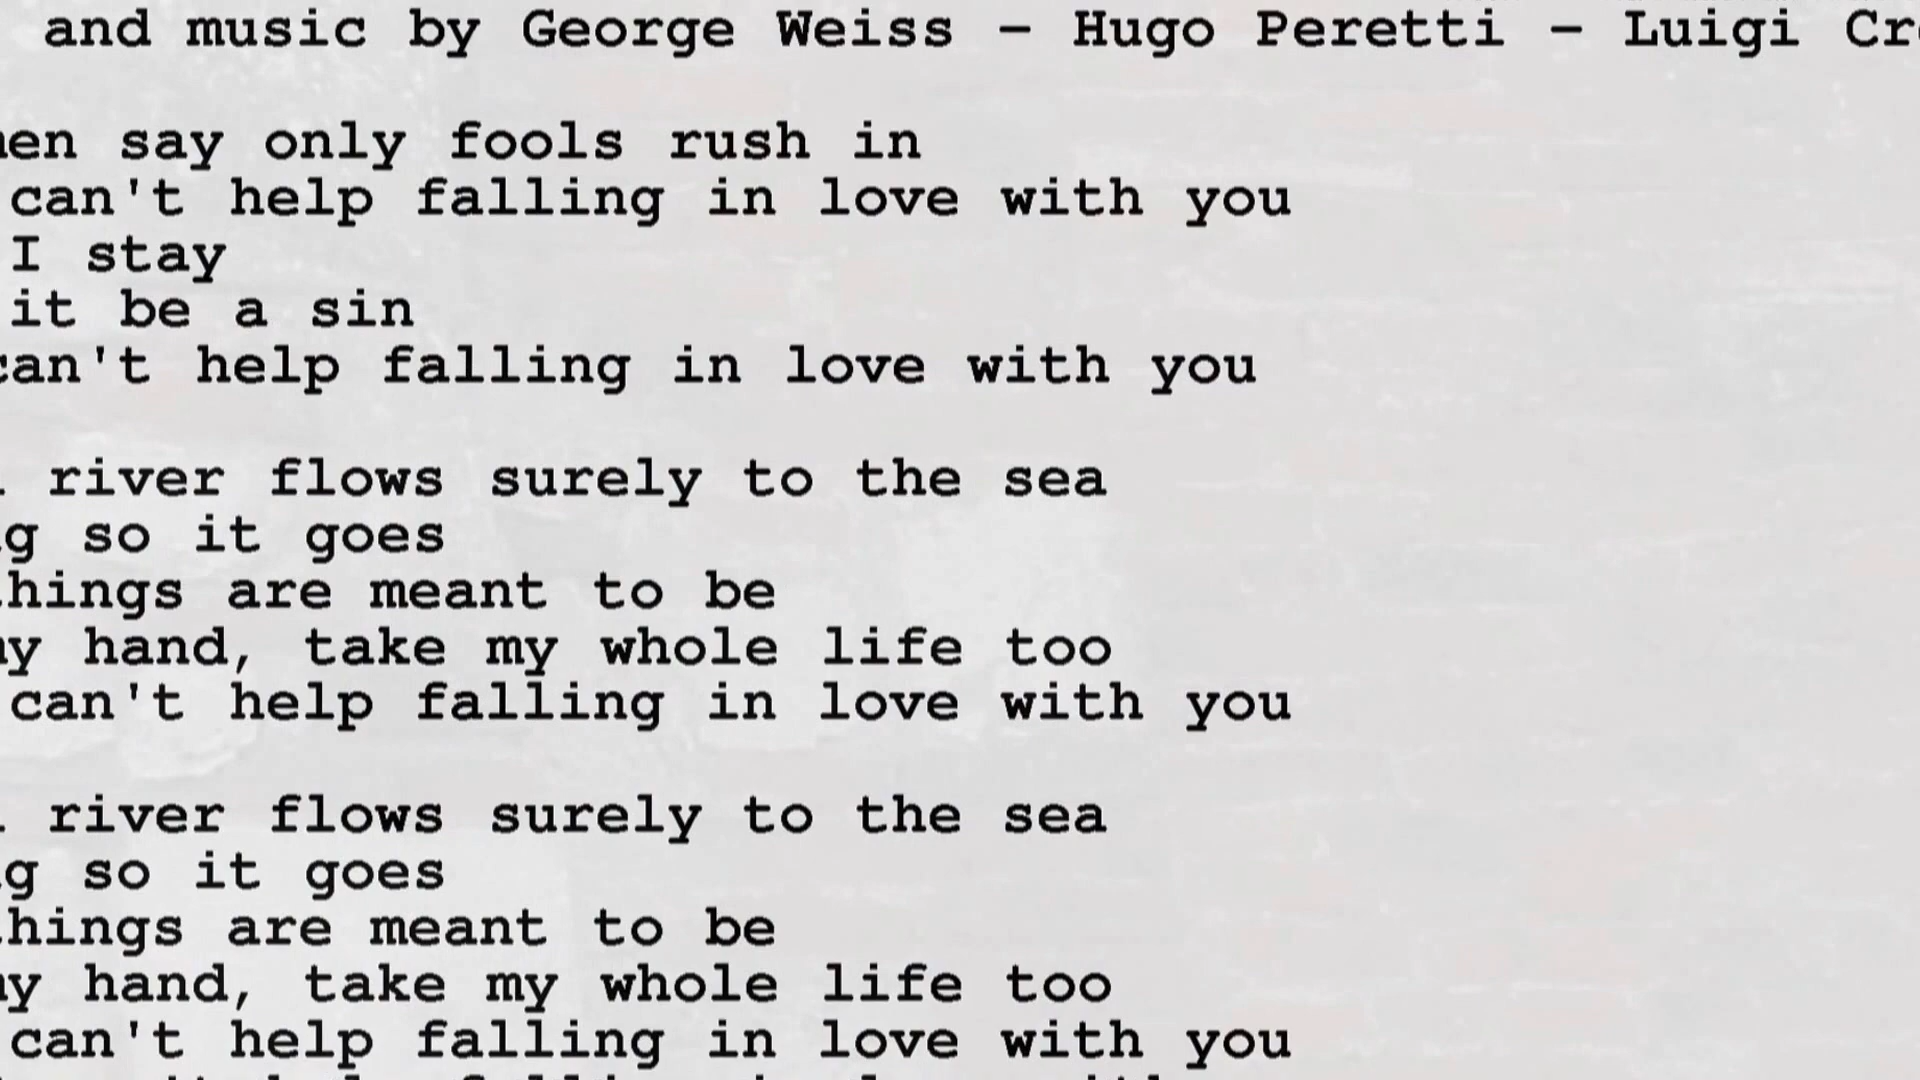 and music by George Weiss – Hugo Peretti – Luigi Cr
en say only fools rush in
can't help falling in love with you
I stay
it be a sin
can't help falling in love with you
river flows surely to the sea
g so it goes
hings are meant to be
y hand, take my whole life too
can't help falling in love with you
river flows surely to the sea
g so it goes
hings are meant to be
y hand, take my whole life too
can't help falling in love with you